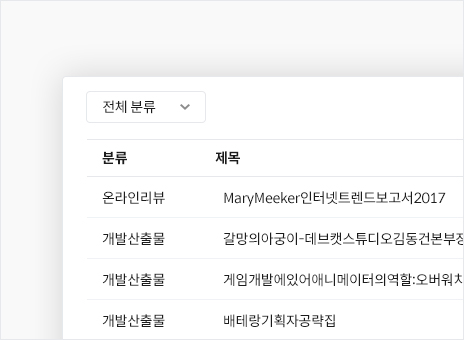 전체 분류
분류 제목
온라인리뷰 MaryMeeker인터넷트렌드보고서2017
개발산출물 갈망의아궁이-데브캣스튜디오김동건본부장
개발산출물 게임개발에있어애니메이터의역할:오버워치
개발산출물 배테랑기획자공략집